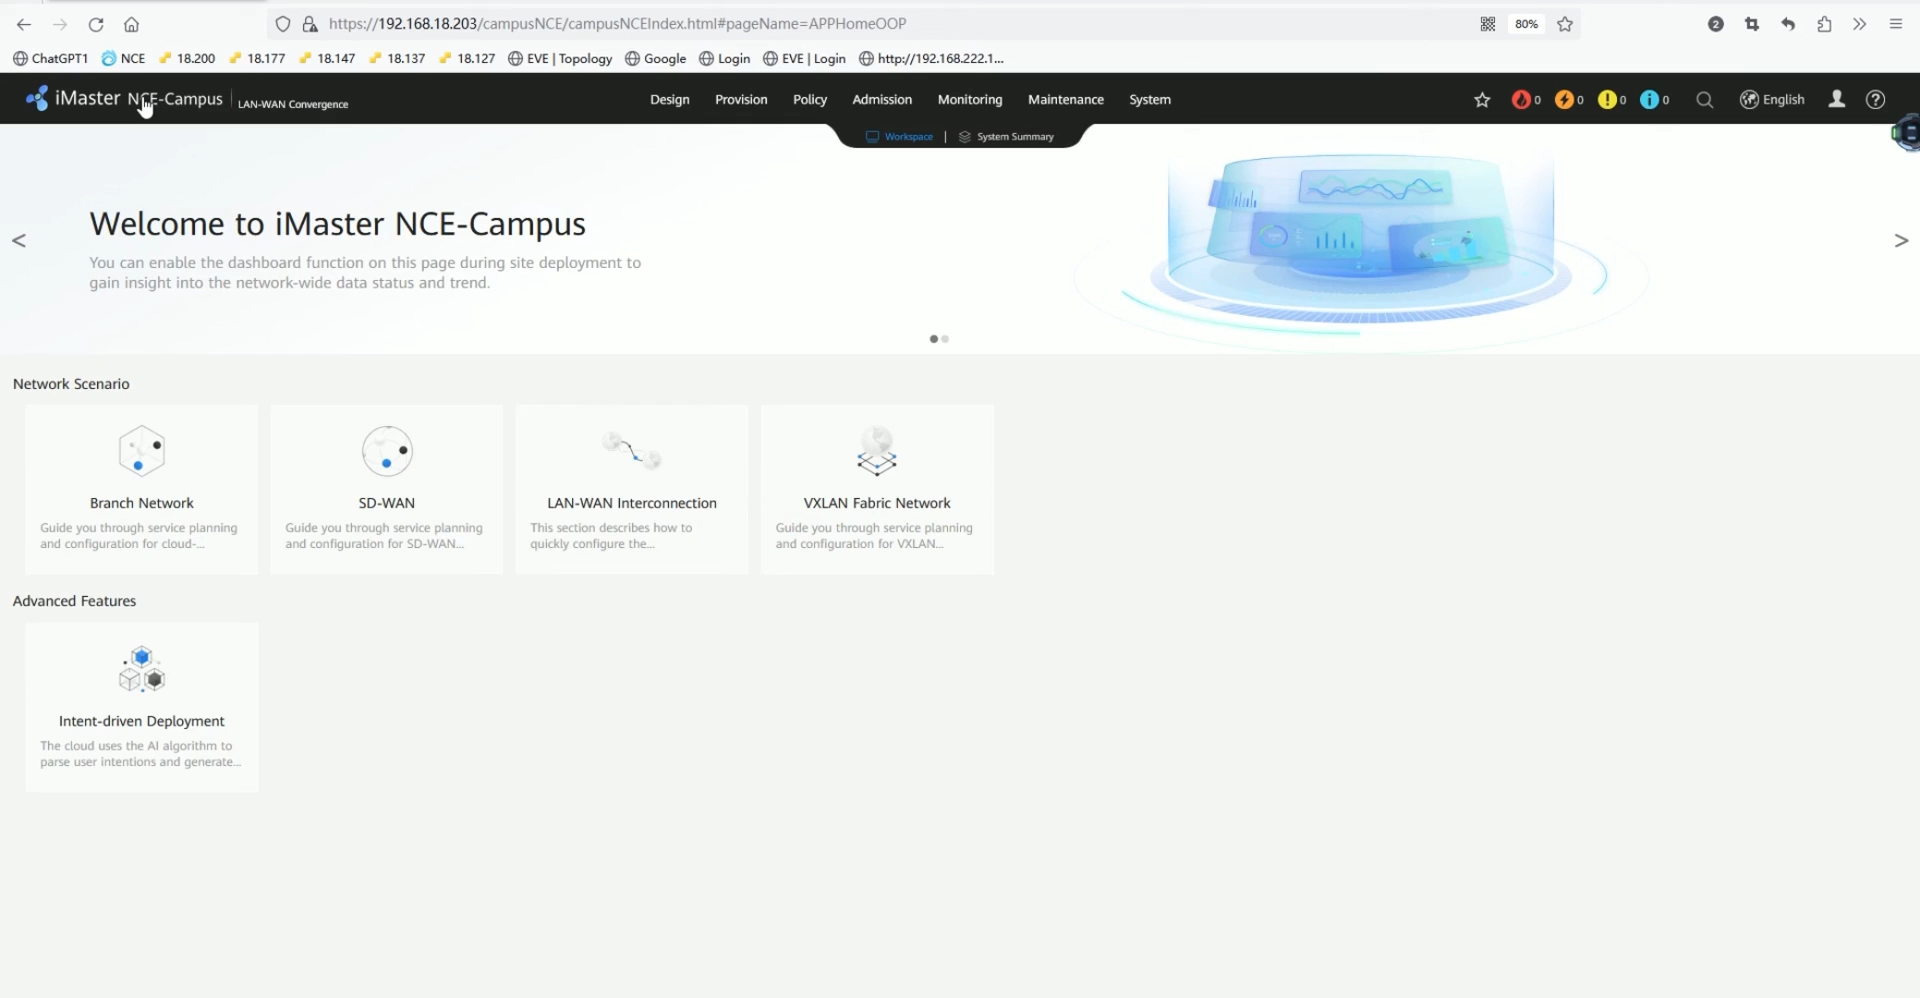 https://192.168.18.203/campusNCE/campusNCEIndex.html#pageName=APPHomeOOP
80%
2
ChatGPT1 NCE 18.200 18.177 18.147 18.137 18.127 EVE | Topology Google Login EVE | Login http://192.168.222.1...
iMaster NCE-Campus LAN-WAN Convergence Design Provision Policy Admission Monitoring Maintenance System 0 0 0 0 English
Workspace | System Summary
Welcome to iMaster NCE-Campus
You can enable the dashboard function on this page during site deployment to
gain insight into the network-wide data status and trend.
< >
Network Scenario
Branch Network
Guide you through service planning
and configuration for cloud-...
SD-WAN
Guide you through service planning
and configuration for SD-WAN...
LAN-WAN Interconnection
This section describes how to
quickly configure the...
VXLAN Fabric Network
Guide you through service planning
and configuration for VXLAN...
Advanced Features
Intent-driven Deployment
The cloud uses the AI algorithm to
parse user intentions and generate...